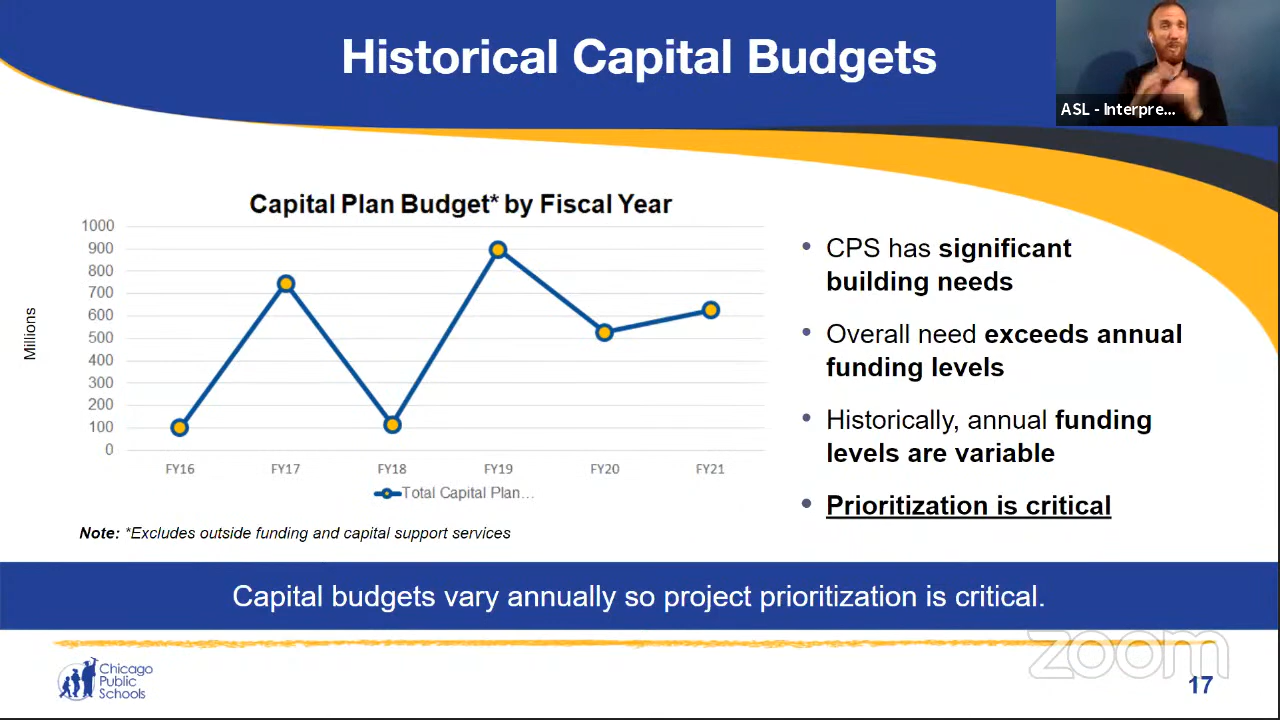 Historical Capital Budgets
ASL - Interpre...
Capital Plan Budget* by Fiscal Year
1000
900
800
700
600
500
400
300
200
100
0
Millions
FY16 FY17 FY18 FY19 FY20 FY21
Total Capital Plan...
Note: *Excludes outside funding and capital support services
• CPS has significant
building needs
• Overall need exceeds annual
funding levels
• Historically, annual funding
levels are variable
• Prioritization is critical
Capital budgets vary annually so project prioritization is critical.
zoom
Chicago
Public
Schools
17